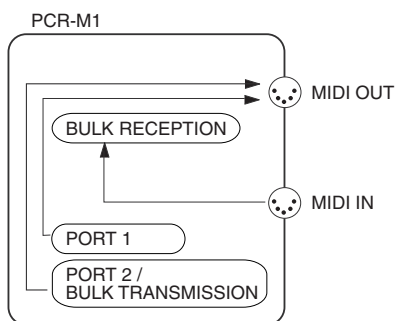 PCR-M1
MIDI OUT
BULK RECEPTION
MIDI IN
PORT 1
PORT 2 /
BULK TRANSMISSION